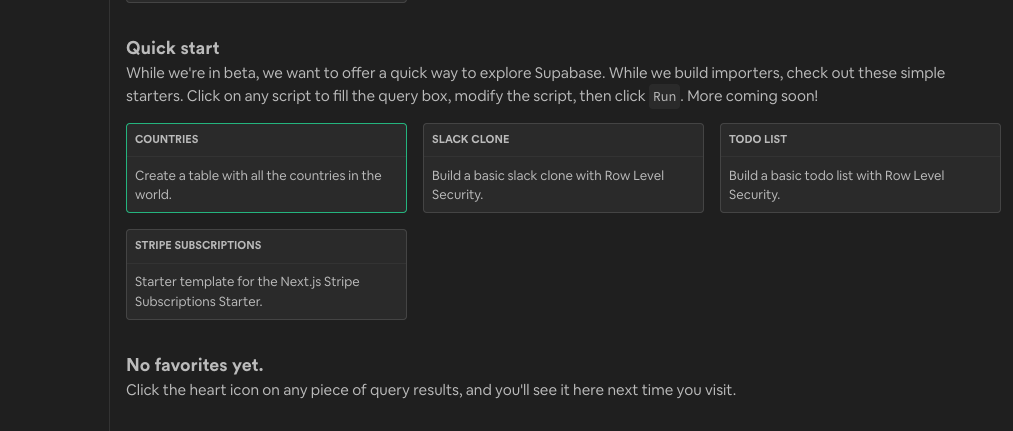 Quick start
While we're in beta, we want to offer a quick way to explore Supabase. While we build importers, check out these simple
starters. Click on any script to fill the query box, modify the script, then click Run. More coming soon!
COUNTRIES
Create a table with all the countries in the
world.
SLACK CLONE
Build a basic slack clone with Row Level
Security.
TODO LIST
Build a basic todo list with Row Level
Security.
STRIPE SUBSCRIPTIONS
Starter template for the Next.js Stripe
Subscriptions Starter.
No favorites yet.
Click the heart icon on any piece of query results, and you'll see it here next time you visit.